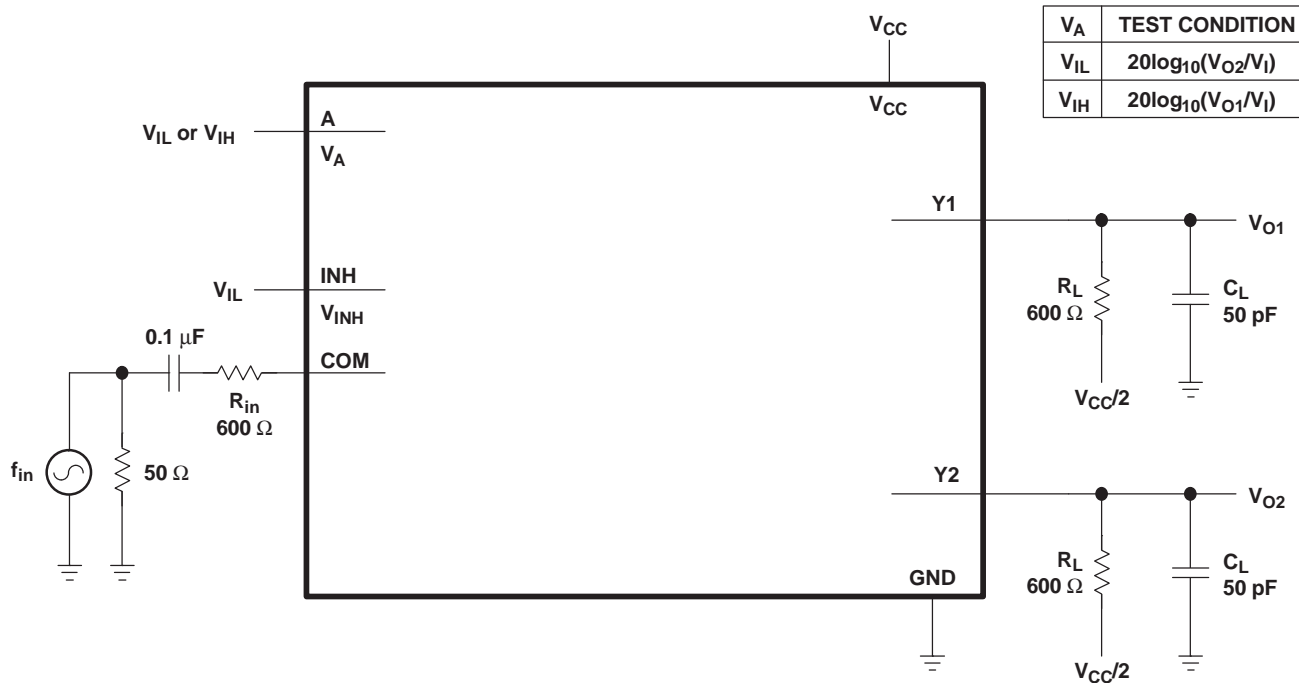 V_CC
V_A TEST CONDITION
V_IL 20log_10(V_O2/V_I)
V_IH 20log_10(V_O1/V_I)
V_CC
V_IL or V_IH
A
V_A
Y1
V_O1
V_IL
INH
V_INH
R_L
600 Ω
C_L
50 pF
0.1 μF
COM
R_in
600 Ω
V_CC/2
f_in
50 Ω
Y2
V_O2
R_L
600 Ω
C_L
50 pF
GND
V_CC/2